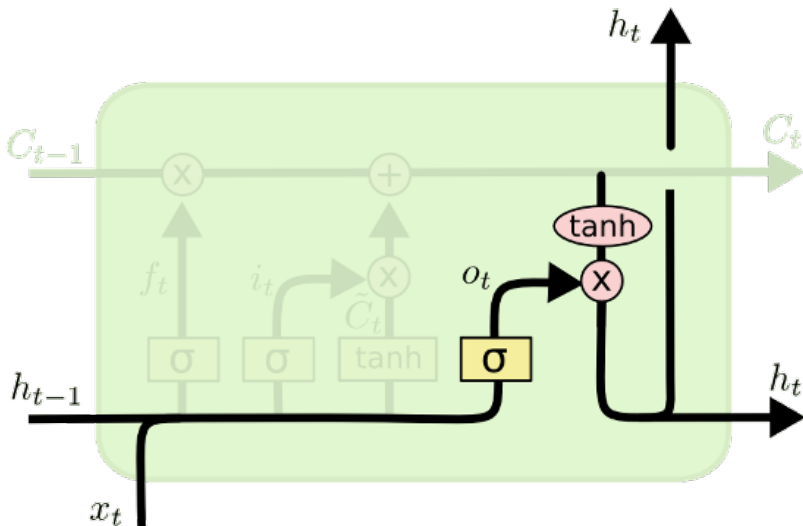 h_t
C_{t-1}
C_t
x
+
tanh
f_t
i_t
x
o_t
x
C̃_t
σ
σ
tanh
σ
h_{t-1}
h_t
x_t